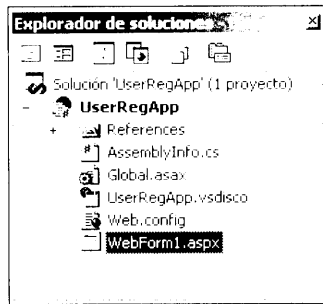 Explorador de soluciones
Solución 'UserRegApp' (1 proyecto)
UserRegApp
References
AssemblyInfo.cs
Global.asax
UserRegApp.vsdisco
Web.config
WebForm1.aspx